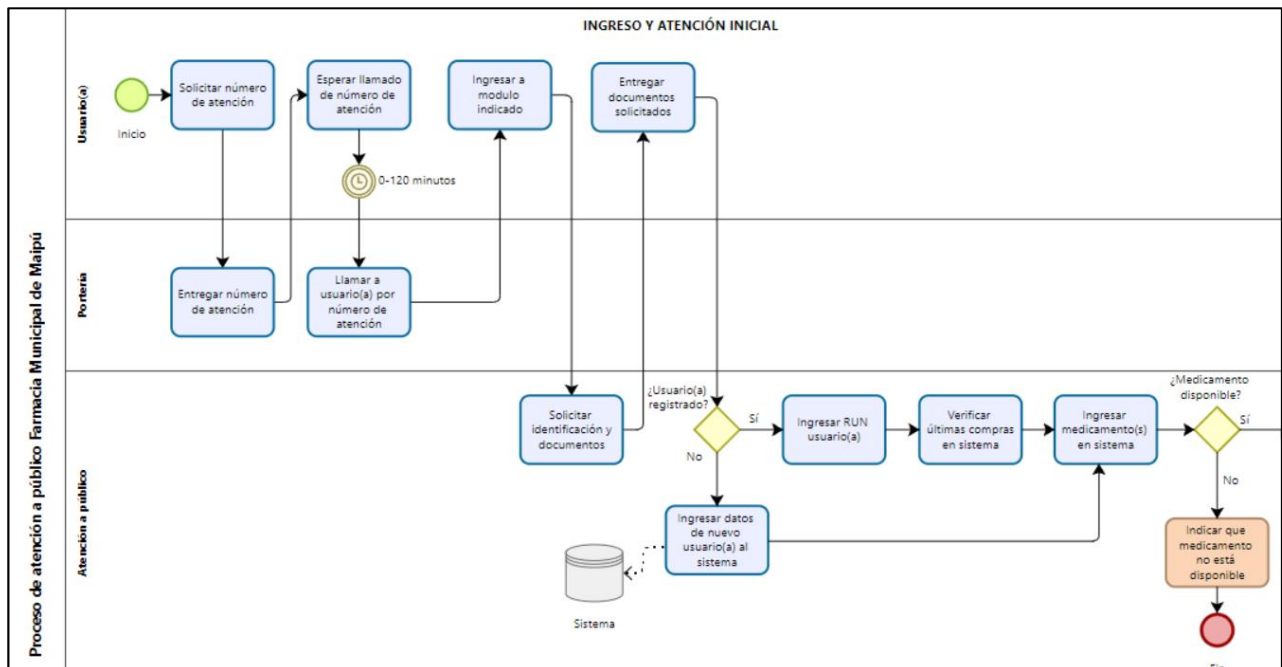 INGRESO Y ATENCIÓN INICIAL
Proceso de atención a público Farmacia Municipal de Maipú
Usuario(a)
Inicio
Solicitar número
de atención
Esperar llamado
de número de
atención
0-120 minutos
Ingresar a
modulo
indicado
Entregar
documentos
solicitados
Portería
Entregar número
de atención
Llamar a
usuario(a) por
número de
atención
Atención a público
Solicitar
identificación y
documentos
¿Usuario(a)
registrado?
Sí
No
Ingresar RUN
usuario(a)
Verificar
últimas compras
en sistema
Ingresar
medicamento(s)
en sistema
¿Medicamento
disponible?
Sí
No
Ingresar datos
de nuevo
usuario(a) al
sistema
Sistema
Indicar que
medicamento
no está
disponible